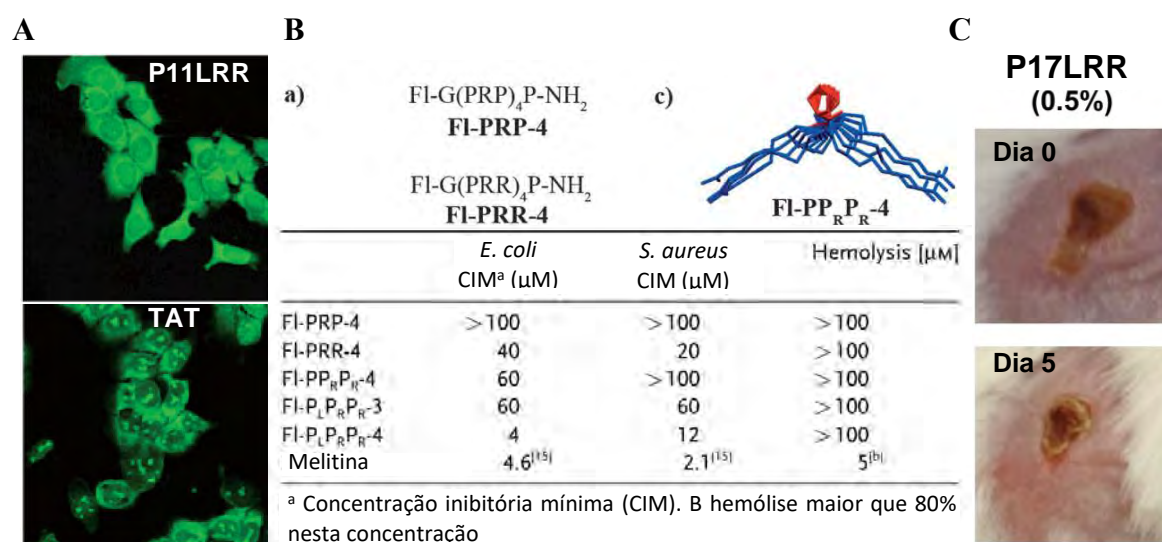 A
B
C
P11LRR
TAT
a)
Fl-G(PRP)₄P-NH₂
Fl-PRP-4
Fl-G(PRR)₄P-NH₂
Fl-PRR-4
c)
Fl-PP_RP_R-4
E. coli CIMᵃ (µM) S. aureus CIM (µM) Hemolysis [µM]
Fl-PRP-4 >100 >100 >100
Fl-PRR-4 40 20 >100
Fl-PP_RP_R-4 60 >100 >100
Fl-P_LP_RP_R-3 60 60 >100
Fl-P_LP_RP_R-4 4 12 >100
Melitina 4.6[15] 2.1[15] 5[b]
ᵃ Concentração inibitória mínima (CIM). B hemólise maior que 80%
nesta concentração
P17LRR
(0.5%)
Dia 0
Dia 5